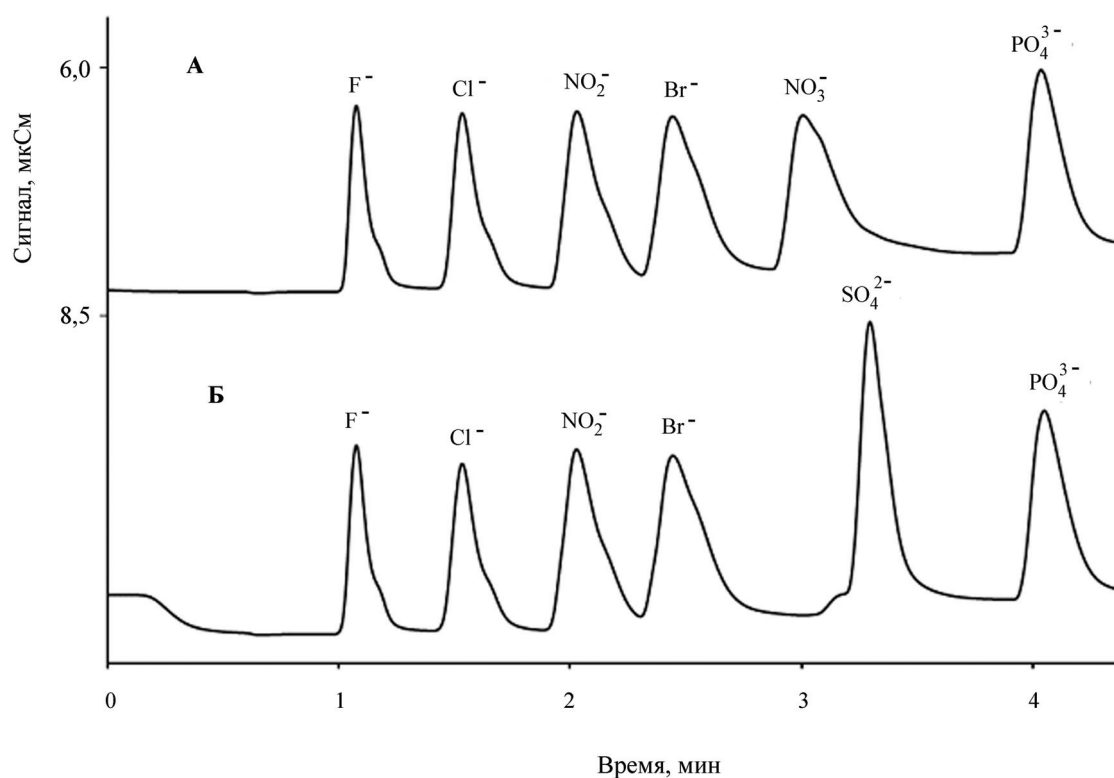 А
6,0
F⁻
Cl⁻
NO₂⁻
Br⁻
NO₃⁻
PO₄³⁻
Сигнал, мкСм
8,5
Б
F⁻
Cl⁻
NO₂⁻
Br⁻
SO₄²⁻
PO₄³⁻
0 1 2 3 4
Время, мин